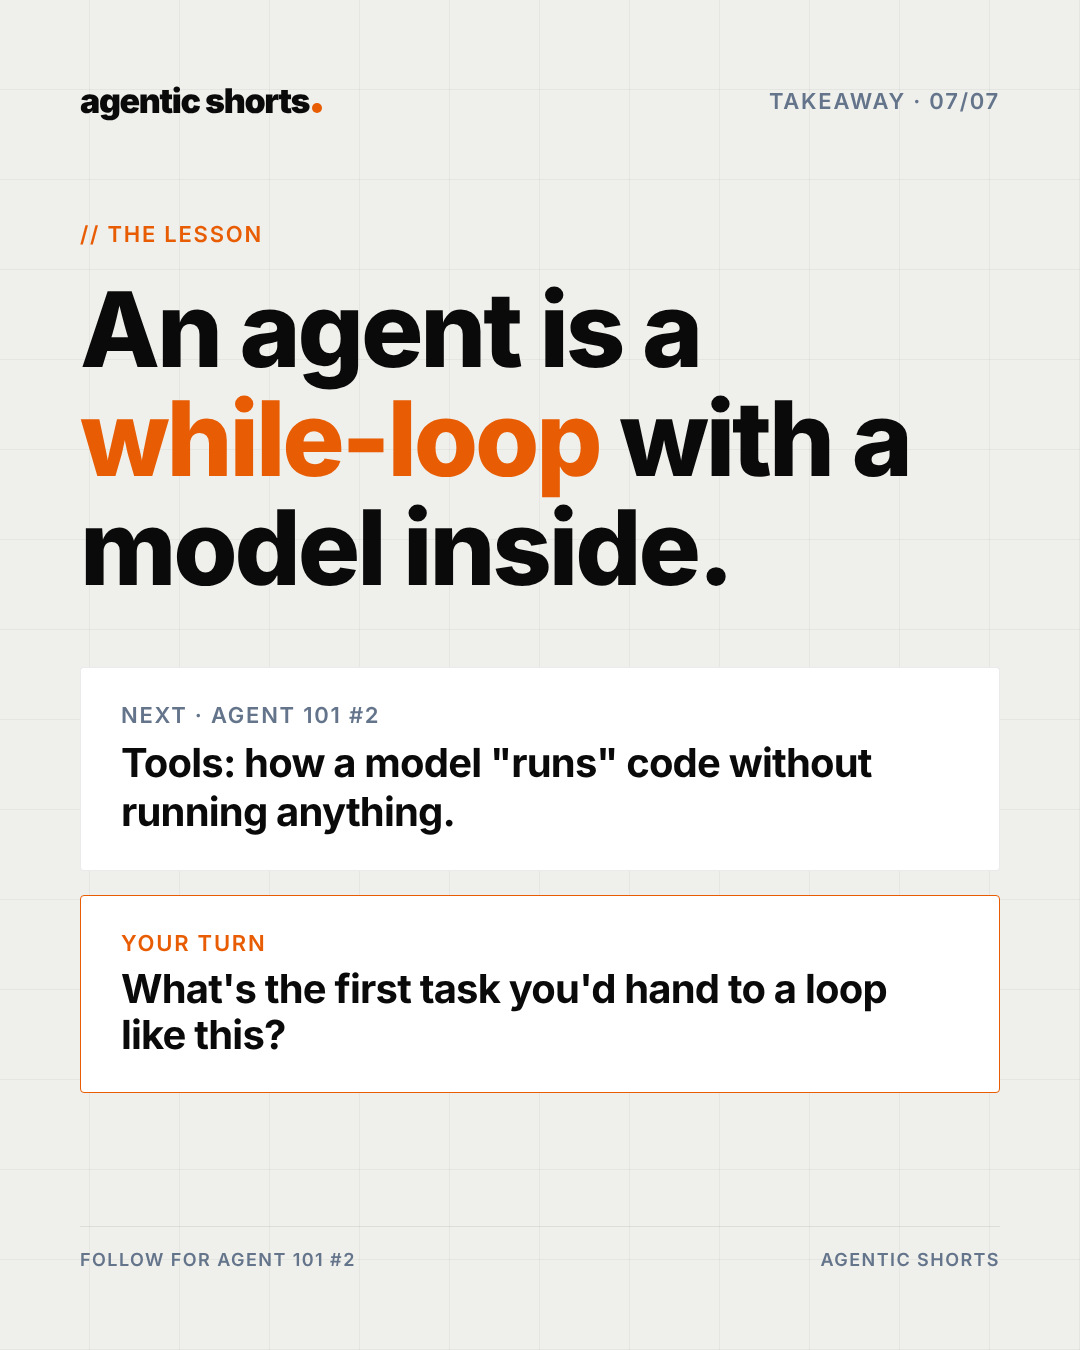 agentic shorts.
TAKEAWAY · 07/07
// THE LESSON
An agent is a
while-loop with a
model inside.
NEXT · AGENT 101 #2
Tools: how a model "runs" code without
running anything.
YOUR TURN
What's the first task you'd hand to a loop
like this?
FOLLOW FOR AGENT 101 #2
AGENTIC SHORTS